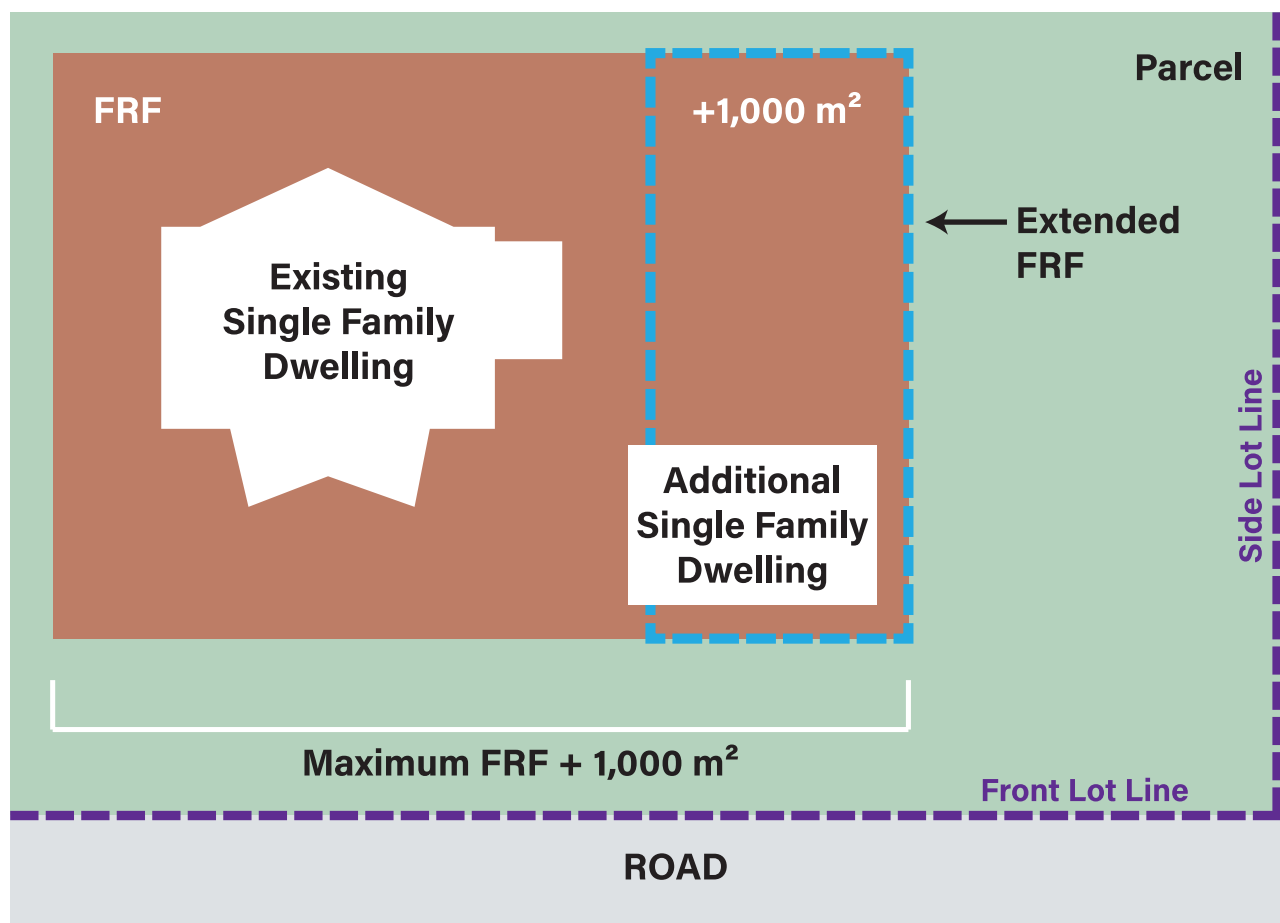 Parcel
FRF
+1,000 m²
Extended
FRF
Existing
Single Family
Dwelling
Additional
Single Family
Dwelling
Side Lot Line
Maximum FRF + 1,000 m²
Front Lot Line
ROAD